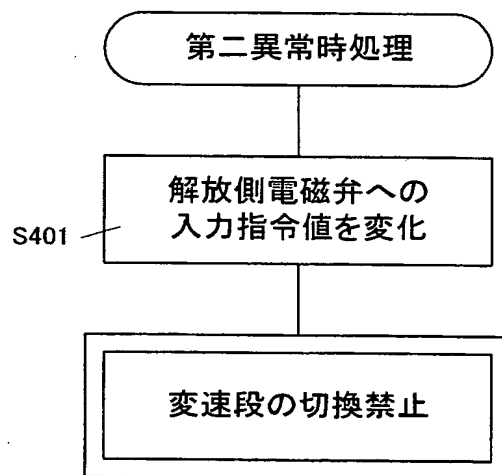 第二異常時処理
解放側電磁弁への
入力指令値を変化
S401
変速段の切換禁止